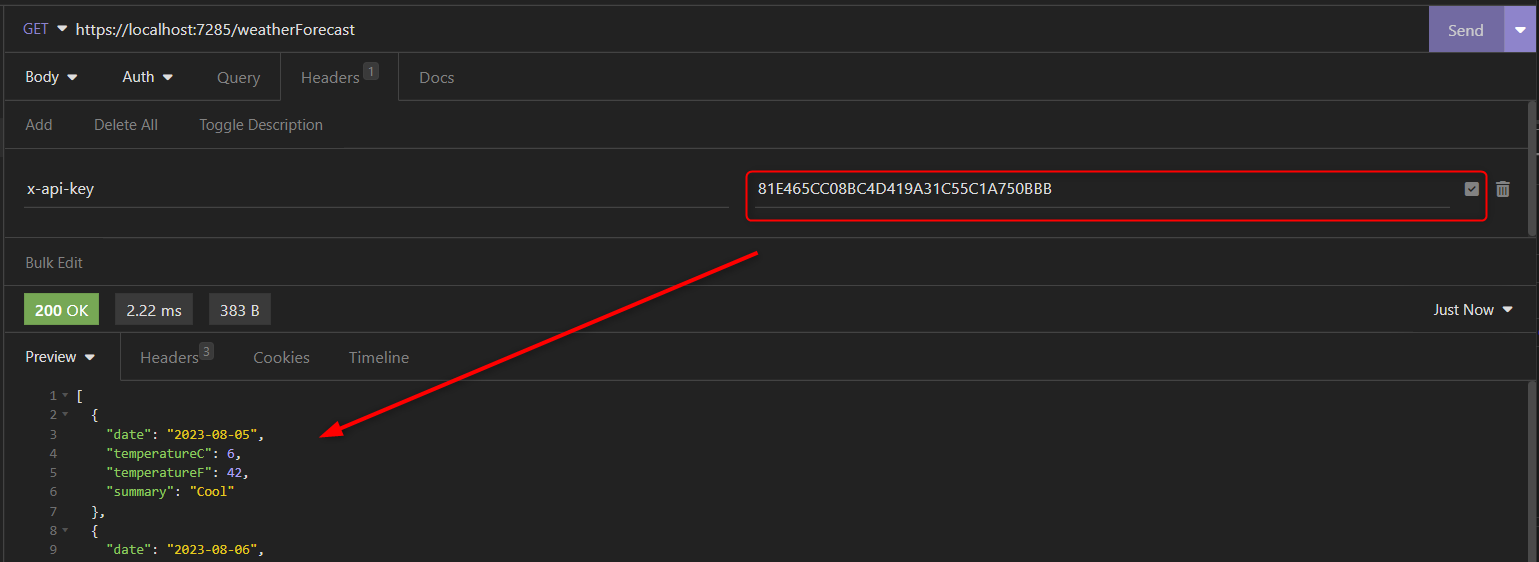 GET https://localhost:7285/weatherForecast Send
Body Auth Query Headers 1 Docs
Add Delete All Toggle Description
x-api-key 81E465CC08BC4D419A31C55C1A750BBB
Bulk Edit
200 OK 2.22 ms 383 B Just Now
Preview Headers 3 Cookies Timeline
1 [
2 {
3 "date": "2023-08-05",
4 "temperatureC": 6,
5 "temperatureF": 42,
6 "summary": "Cool"
7 },
8 {
9 "date": "2023-08-06",